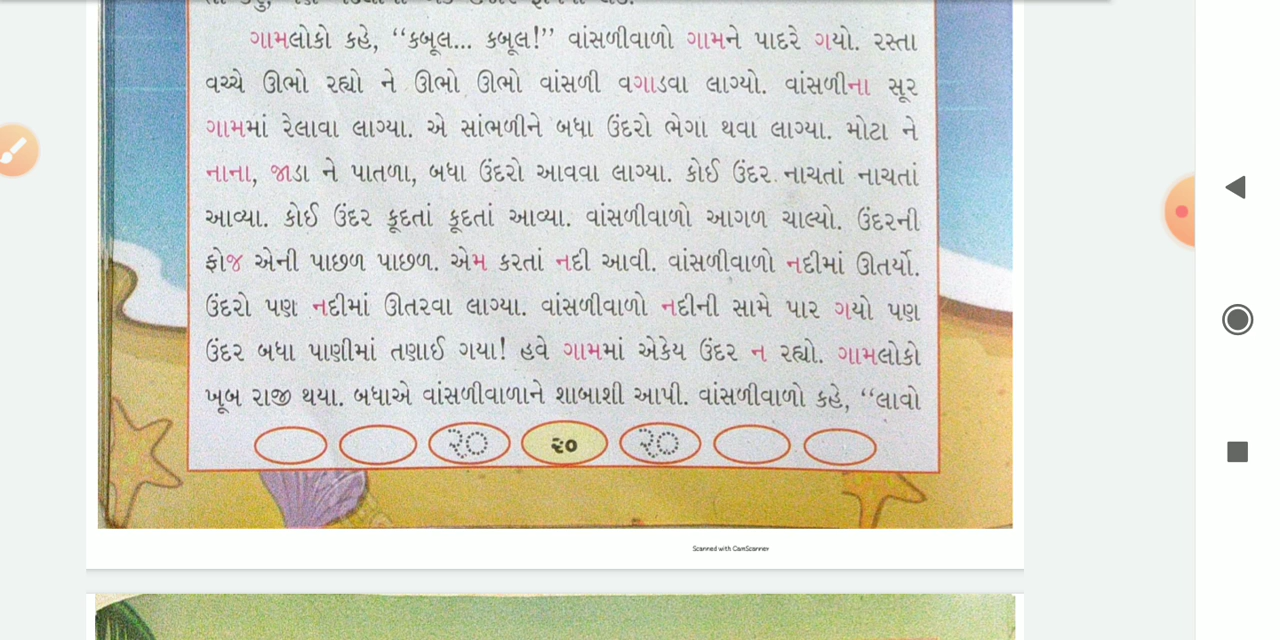 ગામલોકો કહે, “કબૂલ... કબૂલ!” વાંસળીવાળો ગામને પાદરે ગયો. રસ્તા
વચ્ચે ઊભો રહ્યો ને ઊભો ઊભો વાંસળી વગાડવા લાગ્યો. વાંસળીના સૂર
ગામમાં રેલાવા લાગ્યા. એ સાંભળીને બધા ઉંદરો ભેગા થવા લાગ્યા. મોટા ને
નાના, જાડા ને પાતળા, બધા ઉંદરો આવવા લાગ્યા. કોઈ ઉંદર નાચતાં નાચતાં
આવ્યા. કોઈ ઉંદર કૂદતાં કૂદતાં આવ્યા. વાંસળીવાળો આગળ ચાલ્યો. ઉંદરની
ફોજ એની પાછળ પાછળ. એમ કરતાં નદી આવી. વાંસળીવાળો નદીમાં ઊતર્યો.
ઉંદરો પણ નદીમાં ઊતરવા લાગ્યા. વાંસળીવાળો નદીની સામે પાર ગયો પણ
ઉંદર બધા પાણીમાં તણાઈ ગયા! હવે ગામમાં એકેય ઉંદર ન રહ્યો. ગામલોકો
ખૂબ રાજી થયા. બધાએ વાંસળીવાળાને શાબાશી આપી. વાંસળીવાળો કહે, “લાવો
૨૦ ૨૦ ૨૦
Scanned with CamScanner